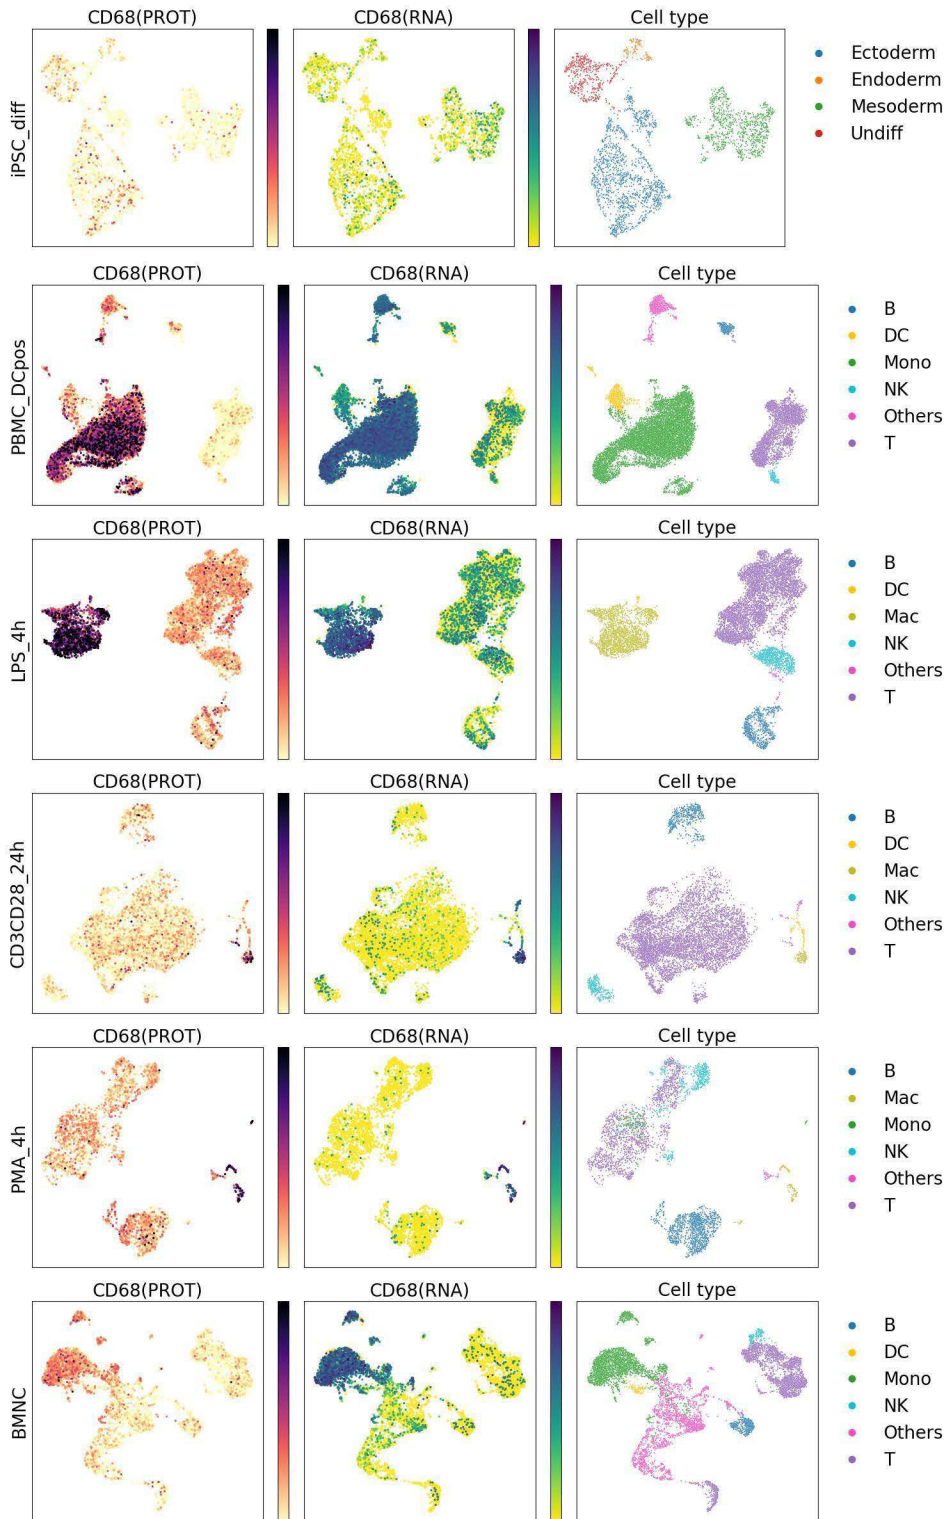 CD68(PROT) CD68(RNA) Cell type
iPSC_diff
Ectoderm
Endoderm
Mesoderm
Undiff
CD68(PROT) CD68(RNA) Cell type
PBMC_DCpos
B
DC
Mono
NK
Others
T
CD68(PROT) CD68(RNA) Cell type
LPS_4h
B
DC
Mac
NK
Others
T
CD68(PROT) CD68(RNA) Cell type
CD3CD28_24h
B
DC
Mac
NK
Others
T
CD68(PROT) CD68(RNA) Cell type
PMA_4h
B
Mac
Mono
NK
Others
T
CD68(PROT) CD68(RNA) Cell type
BMNC
B
DC
Mono
NK
Others
T